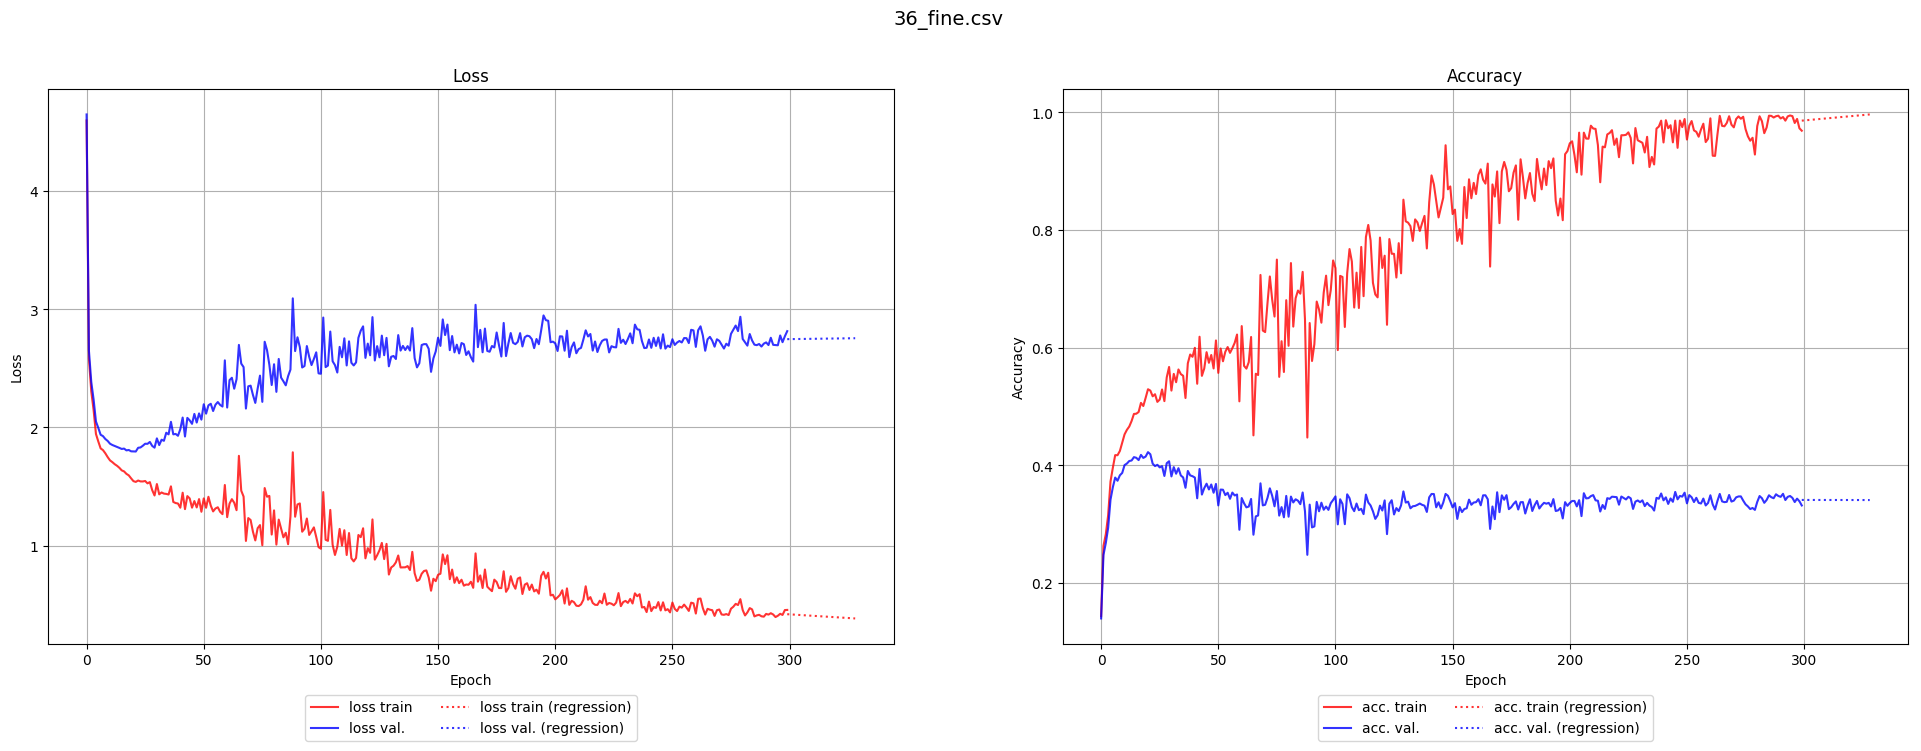 36_fine.csv
Loss
Loss
4
3
2
1
0 50 100 150 200 250 300
Epoch
loss train
loss val.
loss train (regression)
loss val. (regression)
Accuracy
Accuracy
1.0
0.8
0.6
0.4
0.2
0 50 100 150 200 250 300
Epoch
acc. train
acc. val.
acc. train (regression)
acc. val. (regression)